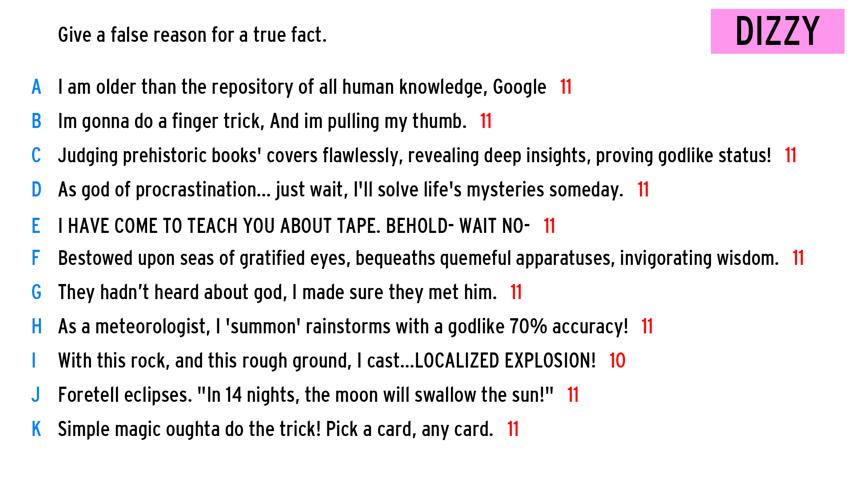 Give a false reason for a true fact.
DIZZY
A I am older than the repository of all human knowledge, Google 11
B Im gonna do a finger trick, And im pulling my thumb. 11
C Judging prehistoric books' covers flawlessly, revealing deep insights, proving godlike status! 11
D As god of procrastination... just wait, I'll solve life's mysteries someday. 11
E I HAVE COME TO TEACH YOU ABOUT TAPE. BEHOLD- WAIT NO- 11
F Bestowed upon seas of gratified eyes, bequeaths quemeful apparatuses, invigorating wisdom. 11
G They hadn’t heard about god, I made sure they met him. 11
H As a meteorologist, I 'summon' rainstorms with a godlike 70% accuracy! 11
I With this rock, and this rough ground, I cast...LOCALIZED EXPLOSION! 10
J Foretell eclipses. "In 14 nights, the moon will swallow the sun!" 11
K Simple magic oughta do the trick! Pick a card, any card. 11